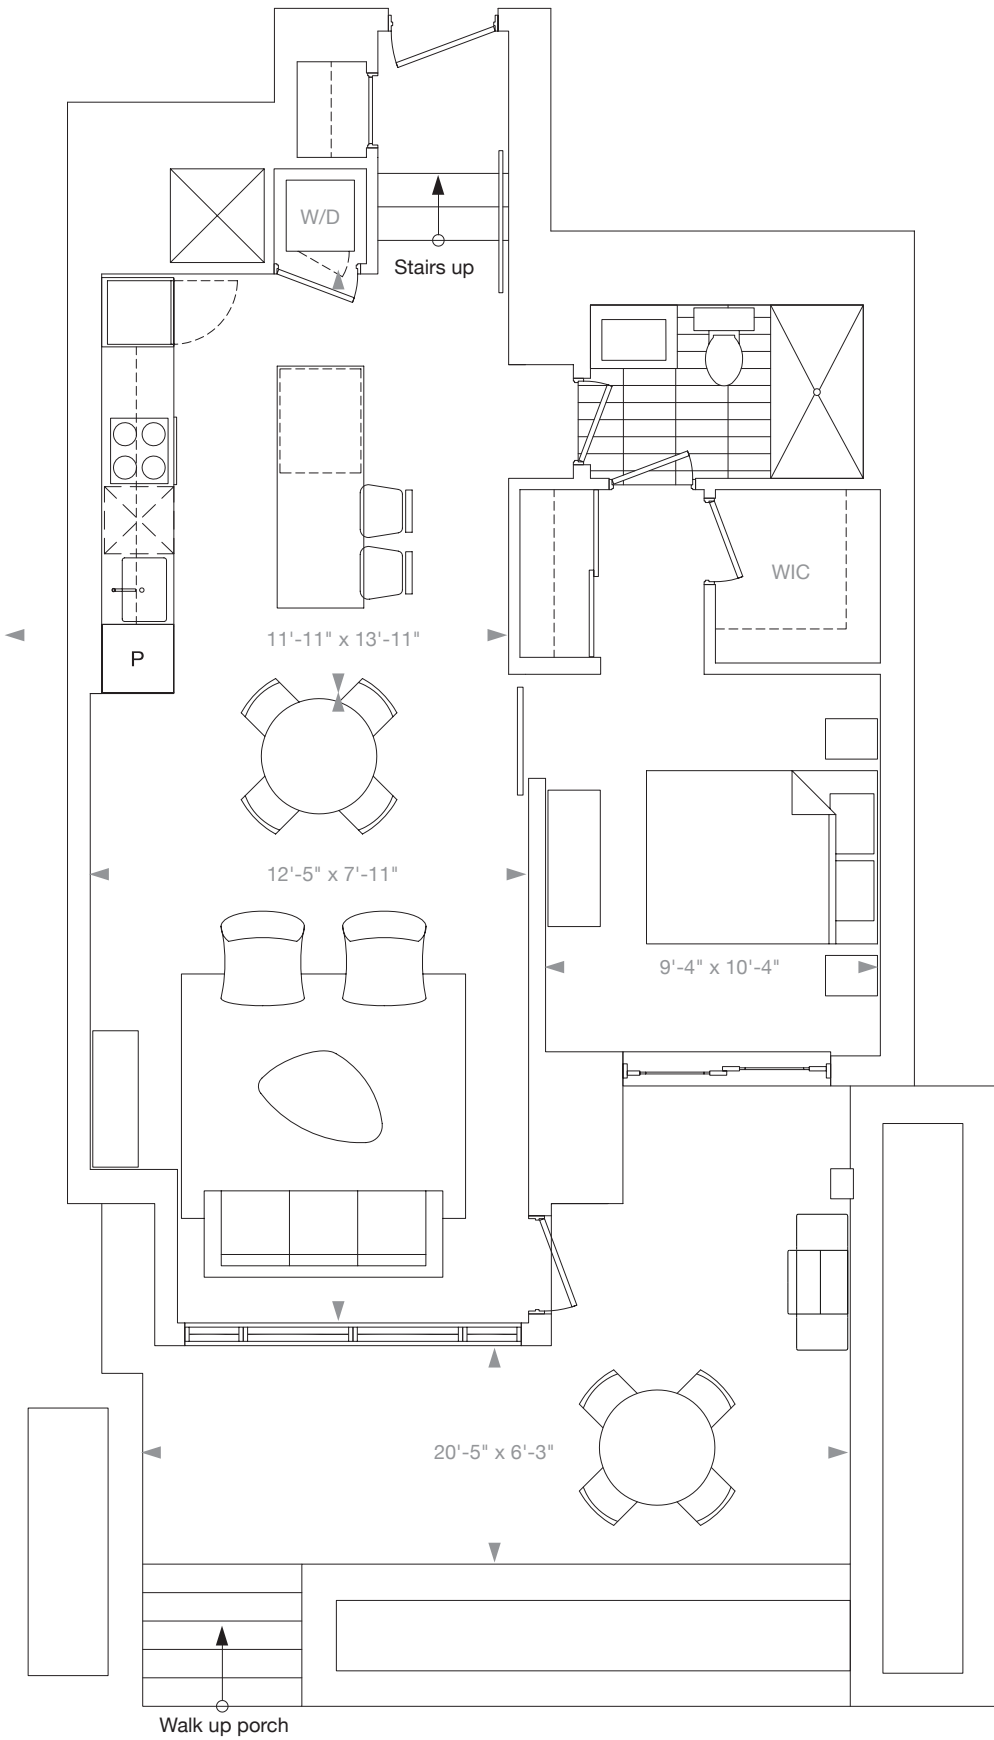 W/D
Stairs up
WIC
11'-11" x 13'-11"
P
12'-5" x 7'-11"
9'-4" x 10'-4"
20'-5" x 6'-3"
Walk up porch